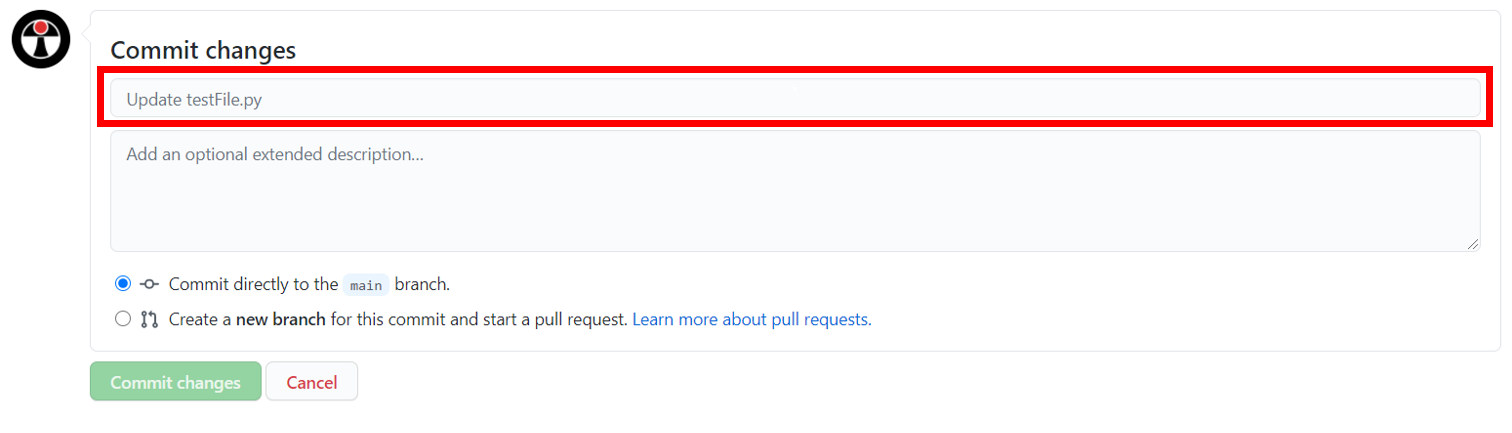 Commit changes
Update testFile.py
Add an optional extended description...
Commit directly to the main branch.
Create a new branch for this commit and start a pull request. Learn more about pull requests.
Commit changes Cancel